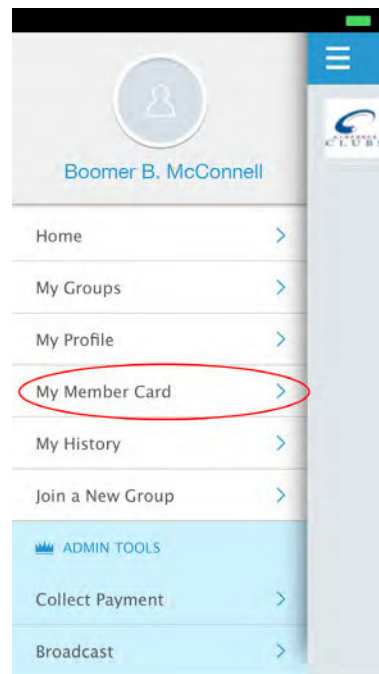 Boomer B. McConnell
Home
My Groups
My Profile
My Member Card
My History
Join a New Group
ADMIN TOOLS
Collect Payment
Broadcast
CLUB